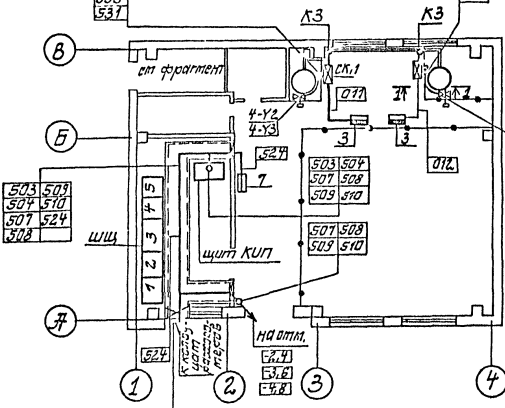 531
КЗ
КЗ
В
ст фрагмент
СК,1
011
4-У2
4-У3
1
1
Б
524
7
3
3
012
503 509
504 510
507 524
508
503 504
507 508
509 510
ШЩ
1 2 3 4 5
щит КИП
507 508
509 510
А
524
на отм.
-2,4
-3,6
-4,8
1
2
3
4